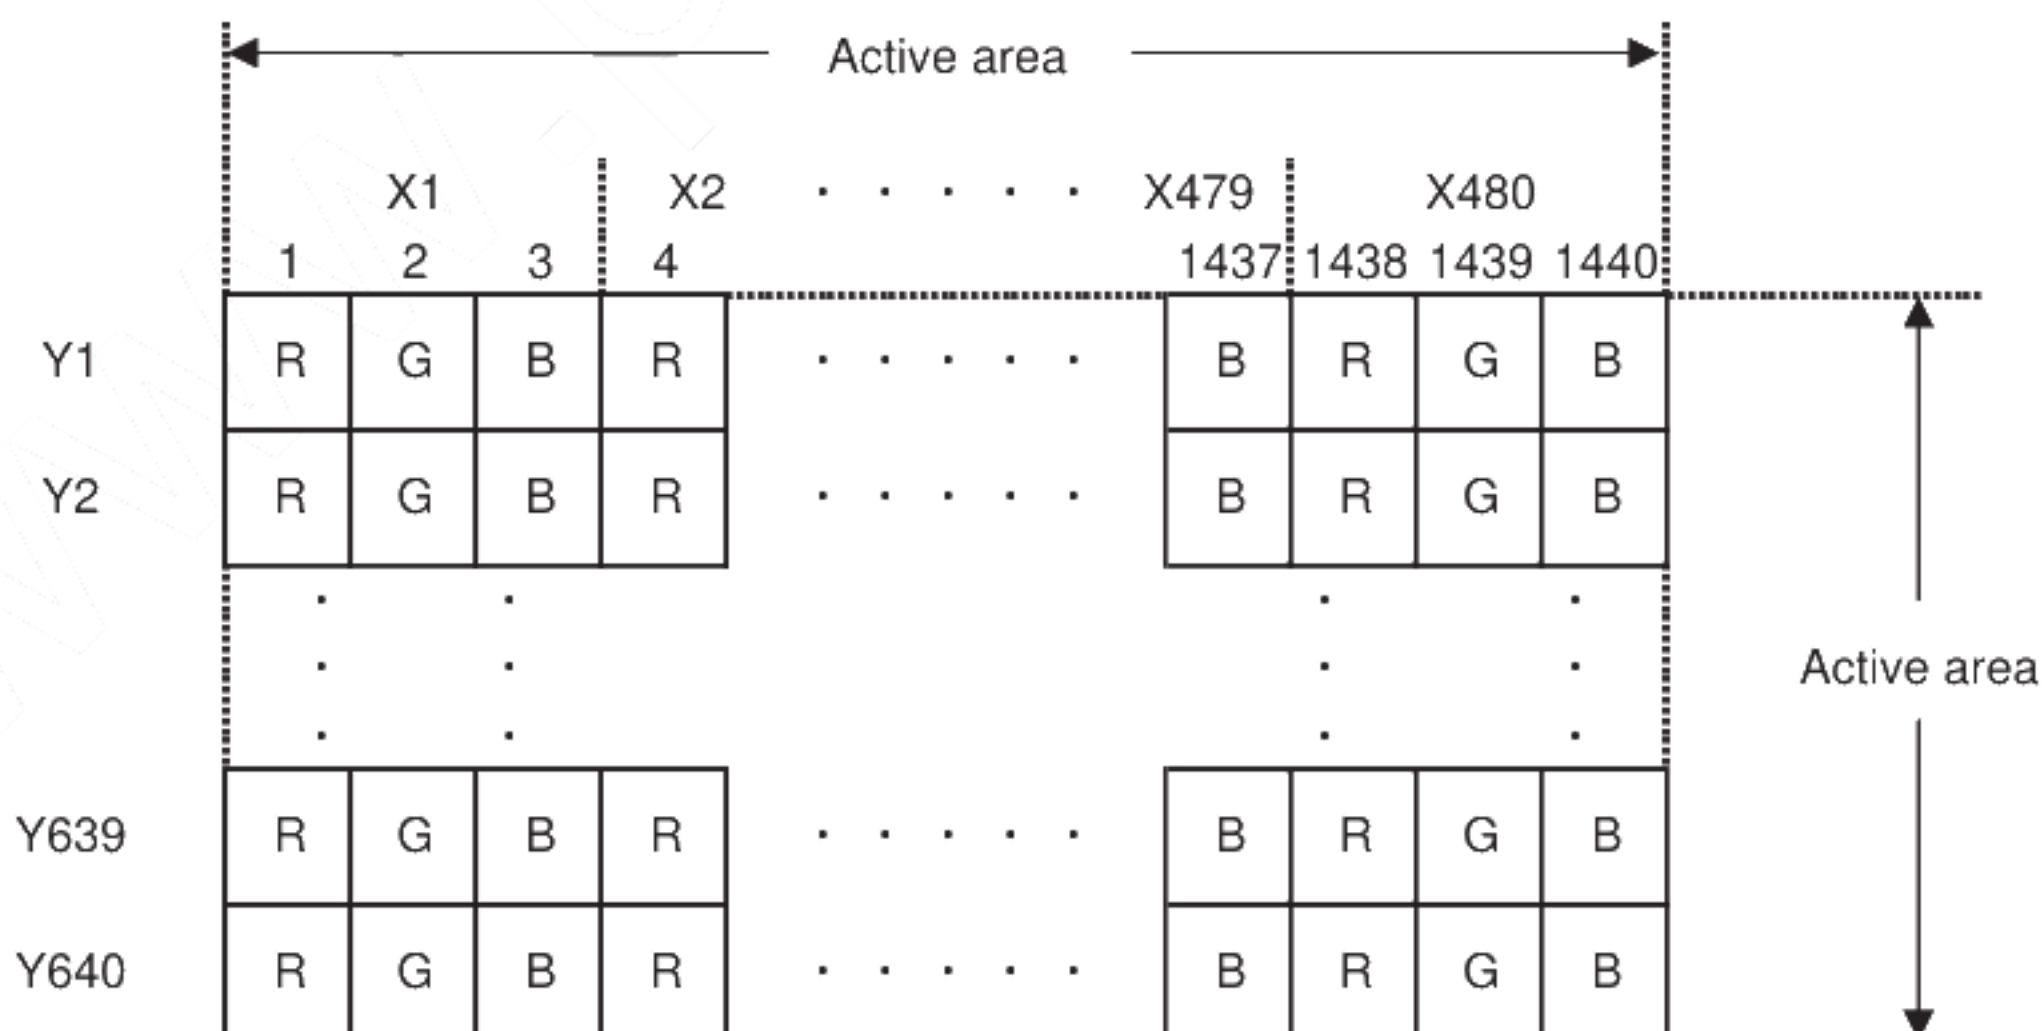 Active area
X1 X2 . . . . . X479 X480
1 2 3 4 1437 1438 1439 1440
Y1 R G B R . . . . . B R G B
Y2 R G B R . . . . . B R G B
Active area
Y639 R G B R . . . . . B R G B
Y640 R G B R . . . . . B R G B